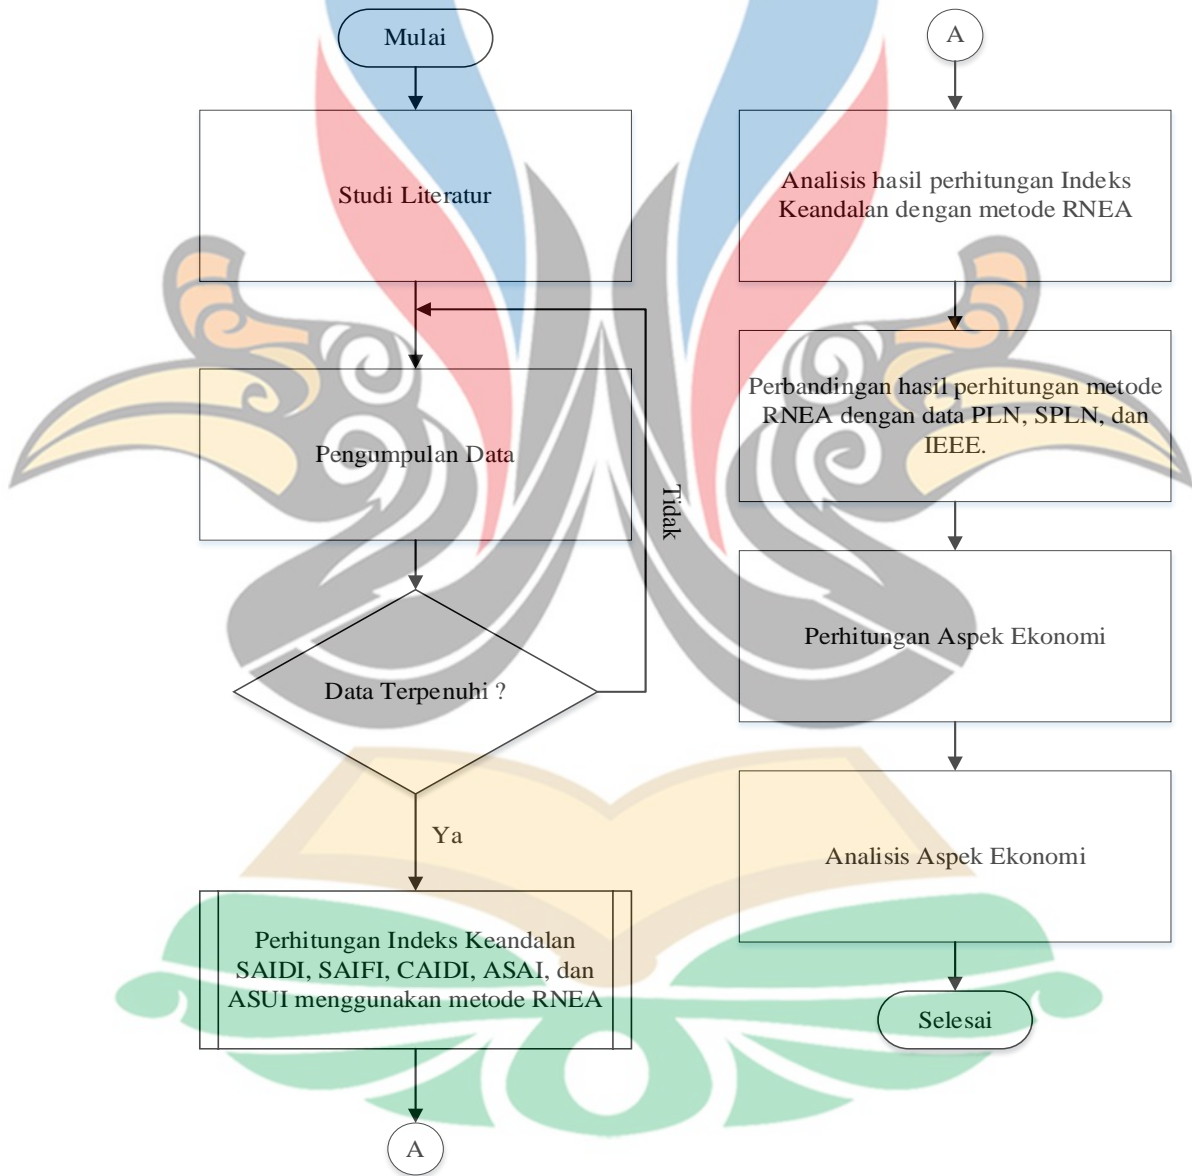 Mulai
Studi Literatur
Pengumpulan Data
Tidak
Data Terpenuhi ?
Ya
Perhitungan Indeks Keandalan
SAIDI, SAIFI, CAIDI, ASAI, dan
ASUI menggunakan metode RNEA
A
A
Analisis hasil perhitungan Indeks
Keandalan dengan metode RNEA
Perbandingan hasil perhitungan metode
RNEA dengan data PLN, SPLN, dan
IEEE.
Perhitungan Aspek Ekonomi
Analisis Aspek Ekonomi
Selesai